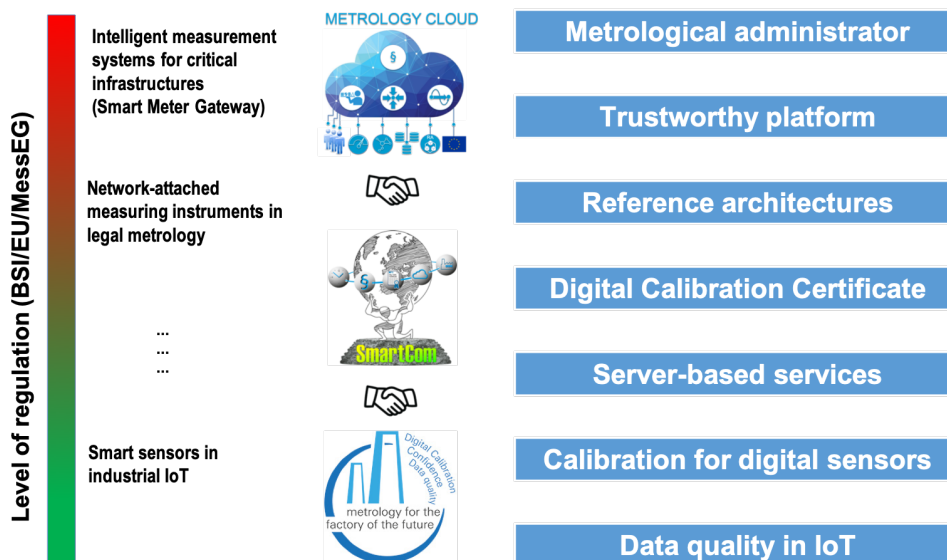 Level of regulation (BSI/EU/MessEG)
Intelligent measurement
systems for critical
infrastructures
(Smart Meter Gateway)
Network-attached
measuring instruments in
legal metrology
...
...
...
Smart sensors in
industrial IoT
METROLOGY CLOUD
§
§
SmartCom
Digital Calibration
Confidence
Data quality
metrology for the
factory of the future
Metrological administrator
Trustworthy platform
Reference architectures
Digital Calibration Certificate
Server-based services
Calibration for digital sensors
Data quality in IoT